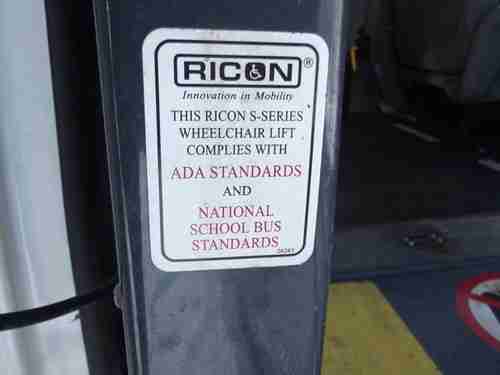 RICON®
Innovation in Mobility
THIS RICON S-SERIES
WHEELCHAIR LIFT
COMPLIES WITH
ADA STANDARDS
AND
NATIONAL
SCHOOL BUS
STANDARDS